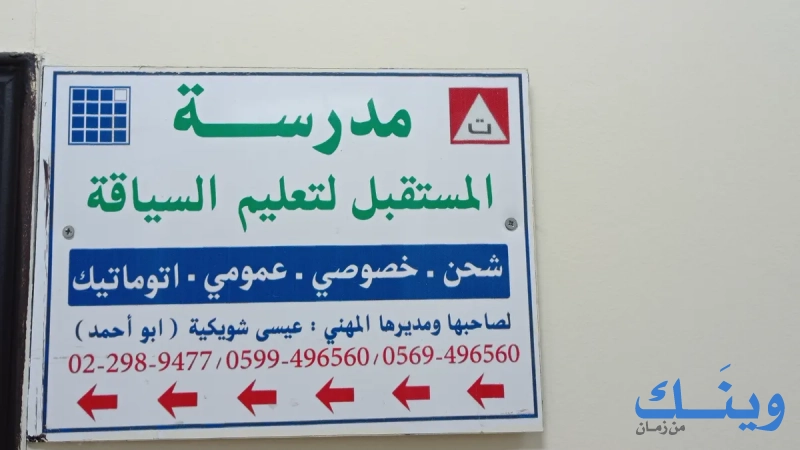 مدرسة
ت
المستقبل لتعليم السياقة
شحن . خصوصي . عمومي . اتوماتيك
لصاحبها ومديرها المهني : عيسى شويكية ( ابو أحمد )
02-298-9477 / 0599-496560 / 0569-496560
وينَك
من زمان